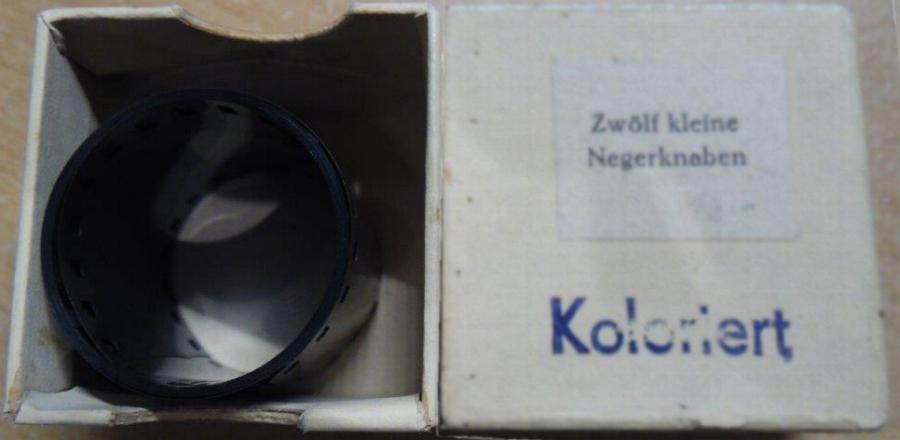 Zwölf kleine
Negerknaben
Koloriert